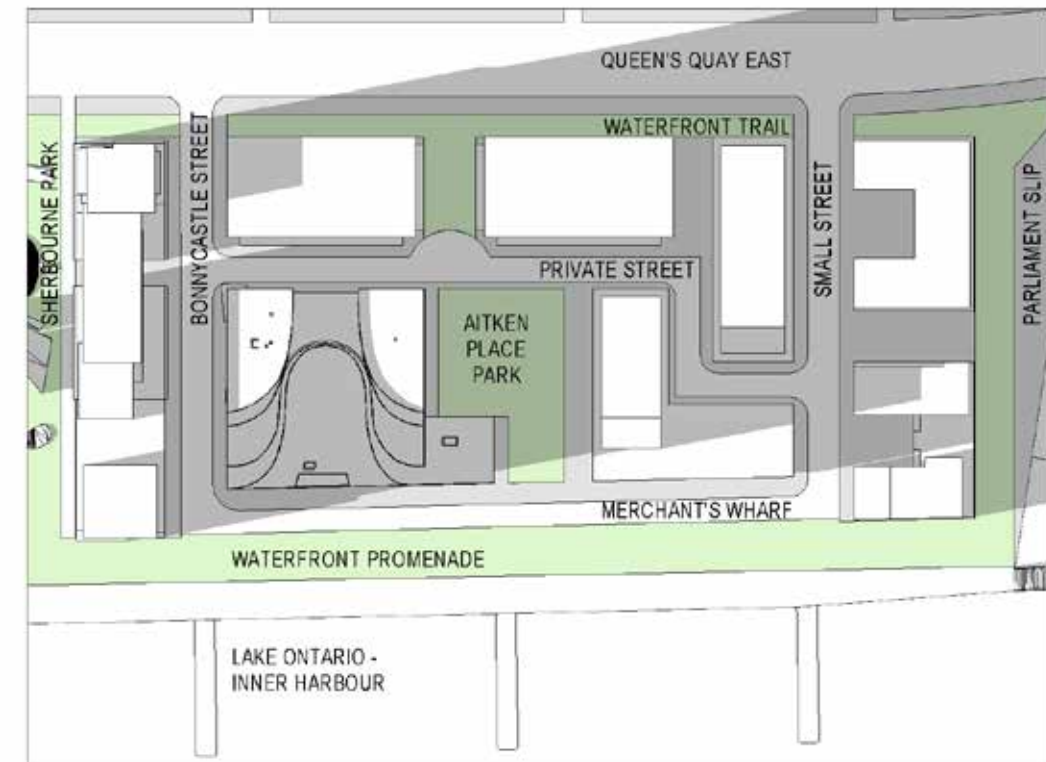 QUEEN'S QUAY EAST
WATERFRONT TRAIL
SHERBOURNE PARK
BONNYCASTLE STREET
SMALL STREET
PARLIAMENT SLIP
PRIVATE STREET
AITKEN
PLACE
PARK
MERCHANT'S WHARF
WATERFRONT PROMENADE
LAKE ONTARIO -
INNER HARBOUR